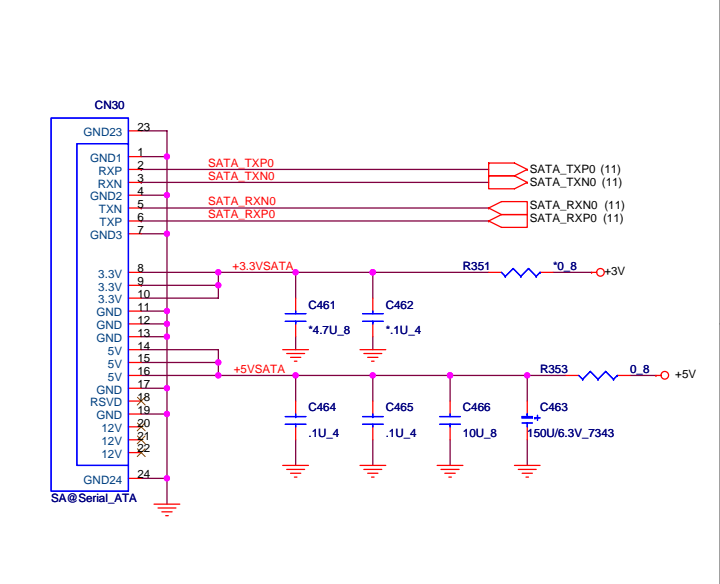 CN30
GND23 23
GND1 1
RXP 2 SATA_TXP0 SATA_TXP0 (11)
RXN 3 SATA_TXN0 SATA_TXN0 (11)
GND2 4
TXN 5 SATA_RXN0 SATA_RXN0 (11)
TXP 6 SATA_RXP0 SATA_RXP0 (11)
GND3 7
3.3V 8 +3.3VSATA R351 *0_8 +3V
3.3V 9
3.3V 10
GND 11 C461 C462
GND 12
*4.7U_8 *.1U_4
GND 13
5V 14
5V 15
5V 16 +5VSATA R353 0_8 +5V
GND 17
RSVD 18
GND 19 C464 C465 C466 C463
12V 20
.1U_4 .1U_4 10U_8 150U/6.3V_7343
12V 21
12V 22
GND24 24
SA@Serial_ATA